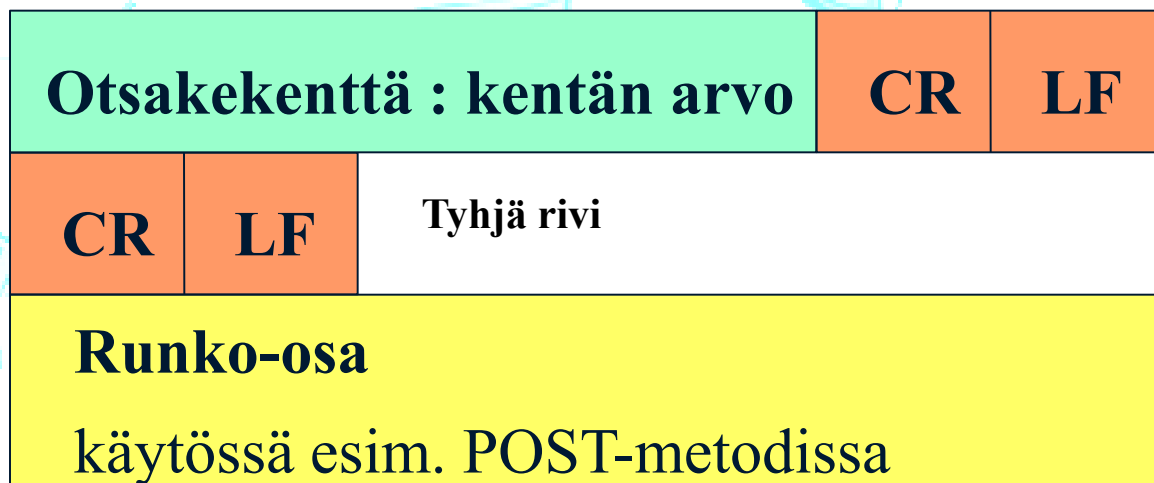 Otsakekenttä : kentän arvo CR LF
CR LF Tyhjä rivi
Runko-osa
käytössä esim. POST-metodissa